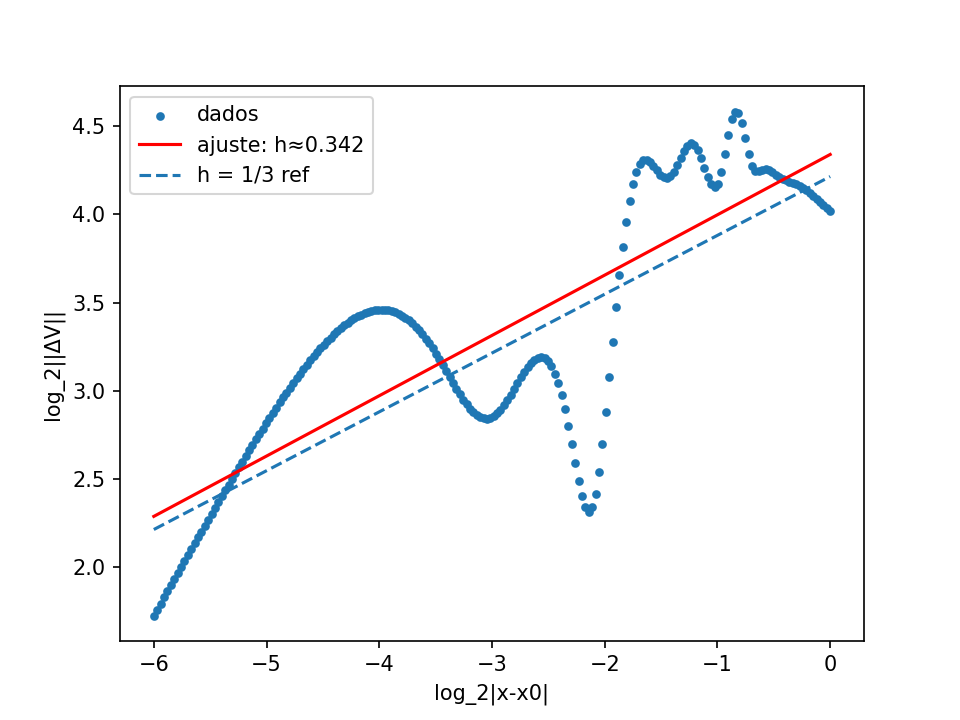 dados
ajuste: h≈0.342
h = 1/3 ref
4.5
4.0
3.5
3.0
2.5
2.0
log_2||ΔV||
−6 −5 −4 −3 −2 −1 0
log_2|x-x0|